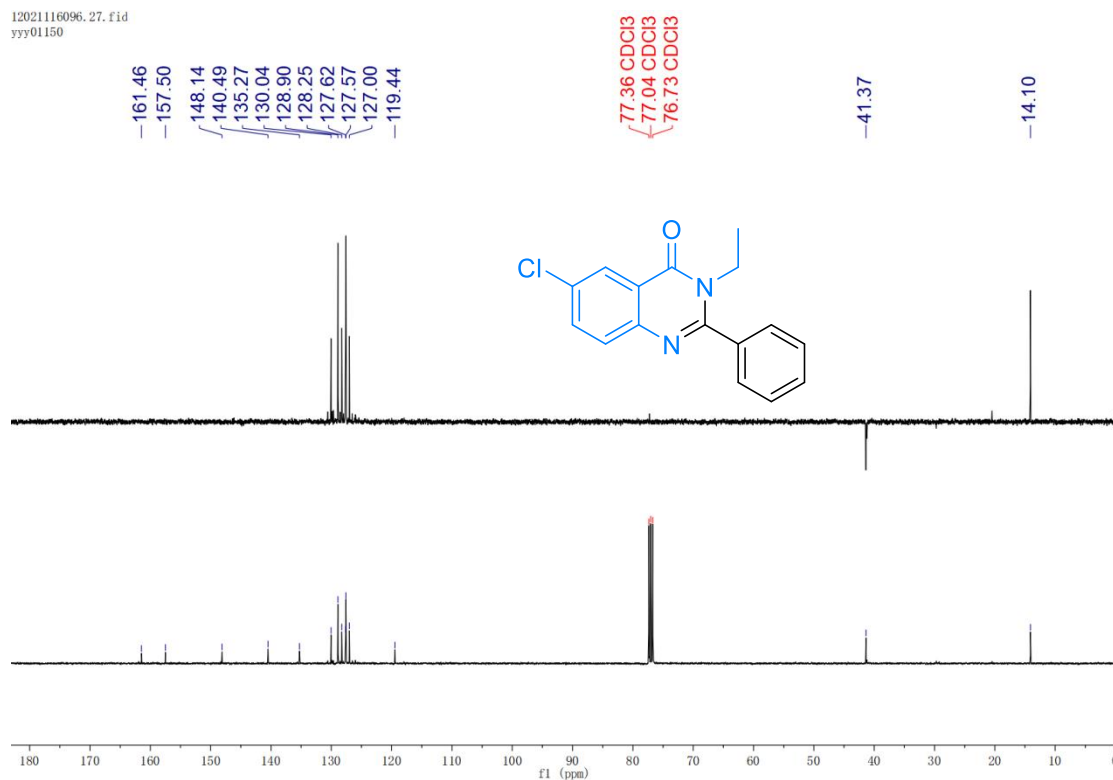 12021116096. 27. fid
yyy01150
161.46
157.50
148.14
140.49
135.27
130.04
128.90
128.25
127.62
127.57
127.00
119.44
77.36 CDCl3
77.04 CDCl3
76.73 CDCl3
41.37
14.10
O
Cl
N
N
180 170 160 150 140 130 120 110 100 90 80 70 60 50 40 30 20 10 0
f1 (ppm)